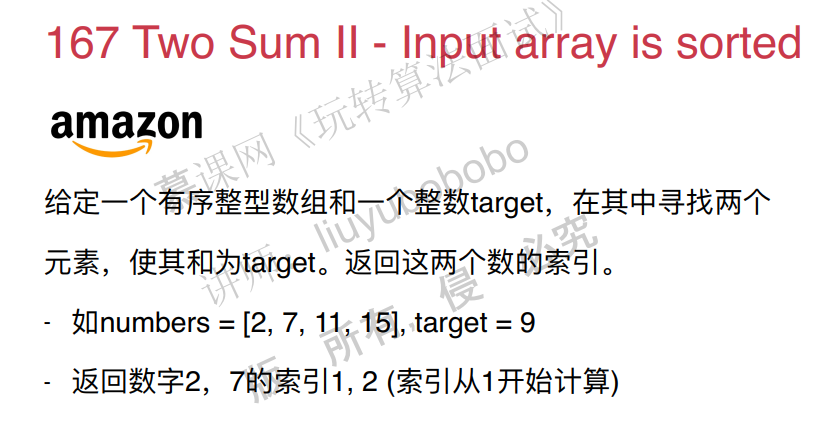 167 Two Sum II - Input array is sorted
amazon
慕课网《玩转算法面试》
给定一个有序整型数组和一个整数target，在其中寻找两个
讲师：liuyubobobo
元素，使其和为target。返回这两个数的索引。
版 所有，侵 必究
- 如numbers = [2, 7, 11, 15], target = 9
- 返回数字2，7的索引1, 2 (索引从1开始计算)